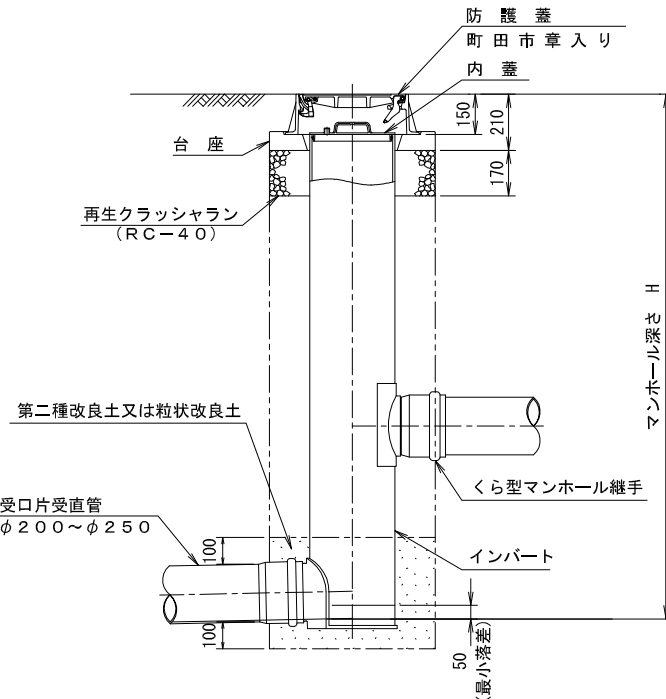 防護蓋
町田市章入り
内蓋
150
210
170
台座
再生クラッシャラン
(RC-40)
マンホール深さ H
第二種改良土又は粒状改良土
くら型マンホール継手
受口片受直管
φ200～φ250
100
インバート
100
50
(最小落差)